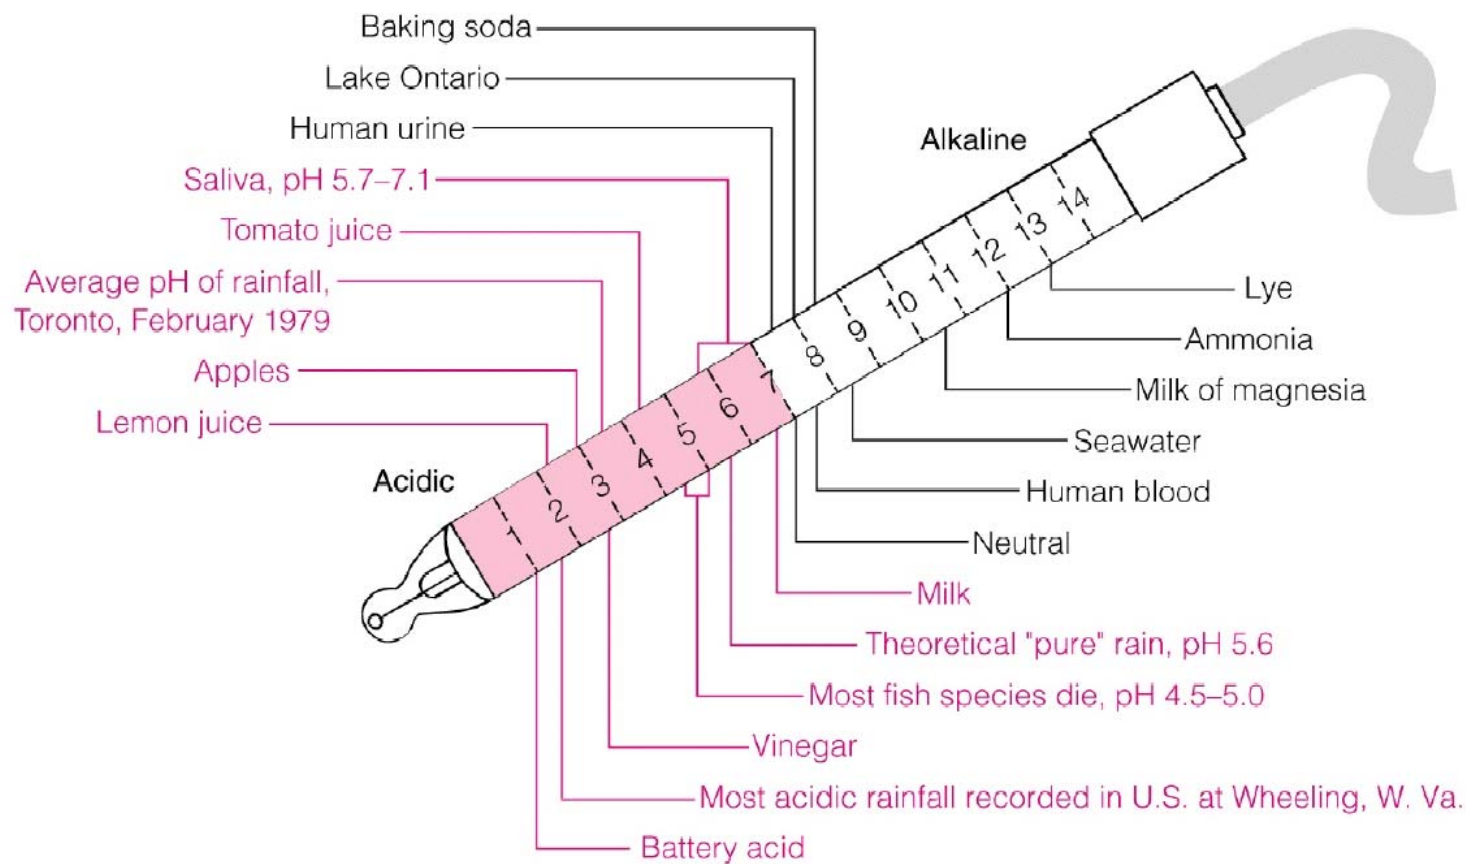 Baking soda
Lake Ontario
Human urine
Alkaline
Saliva, pH 5.7–7.1
Tomato juice
Average pH of rainfall,
Toronto, February 1979
Apples
Lemon juice
Acidic
1
2
3
4
5
6
7
8
9
10
11
12
13
14
Lye
Ammonia
Milk of magnesia
Seawater
Human blood
Neutral
Milk
Theoretical "pure" rain, pH 5.6
Most fish species die, pH 4.5–5.0
Vinegar
Most acidic rainfall recorded in U.S. at Wheeling, W. Va.
Battery acid